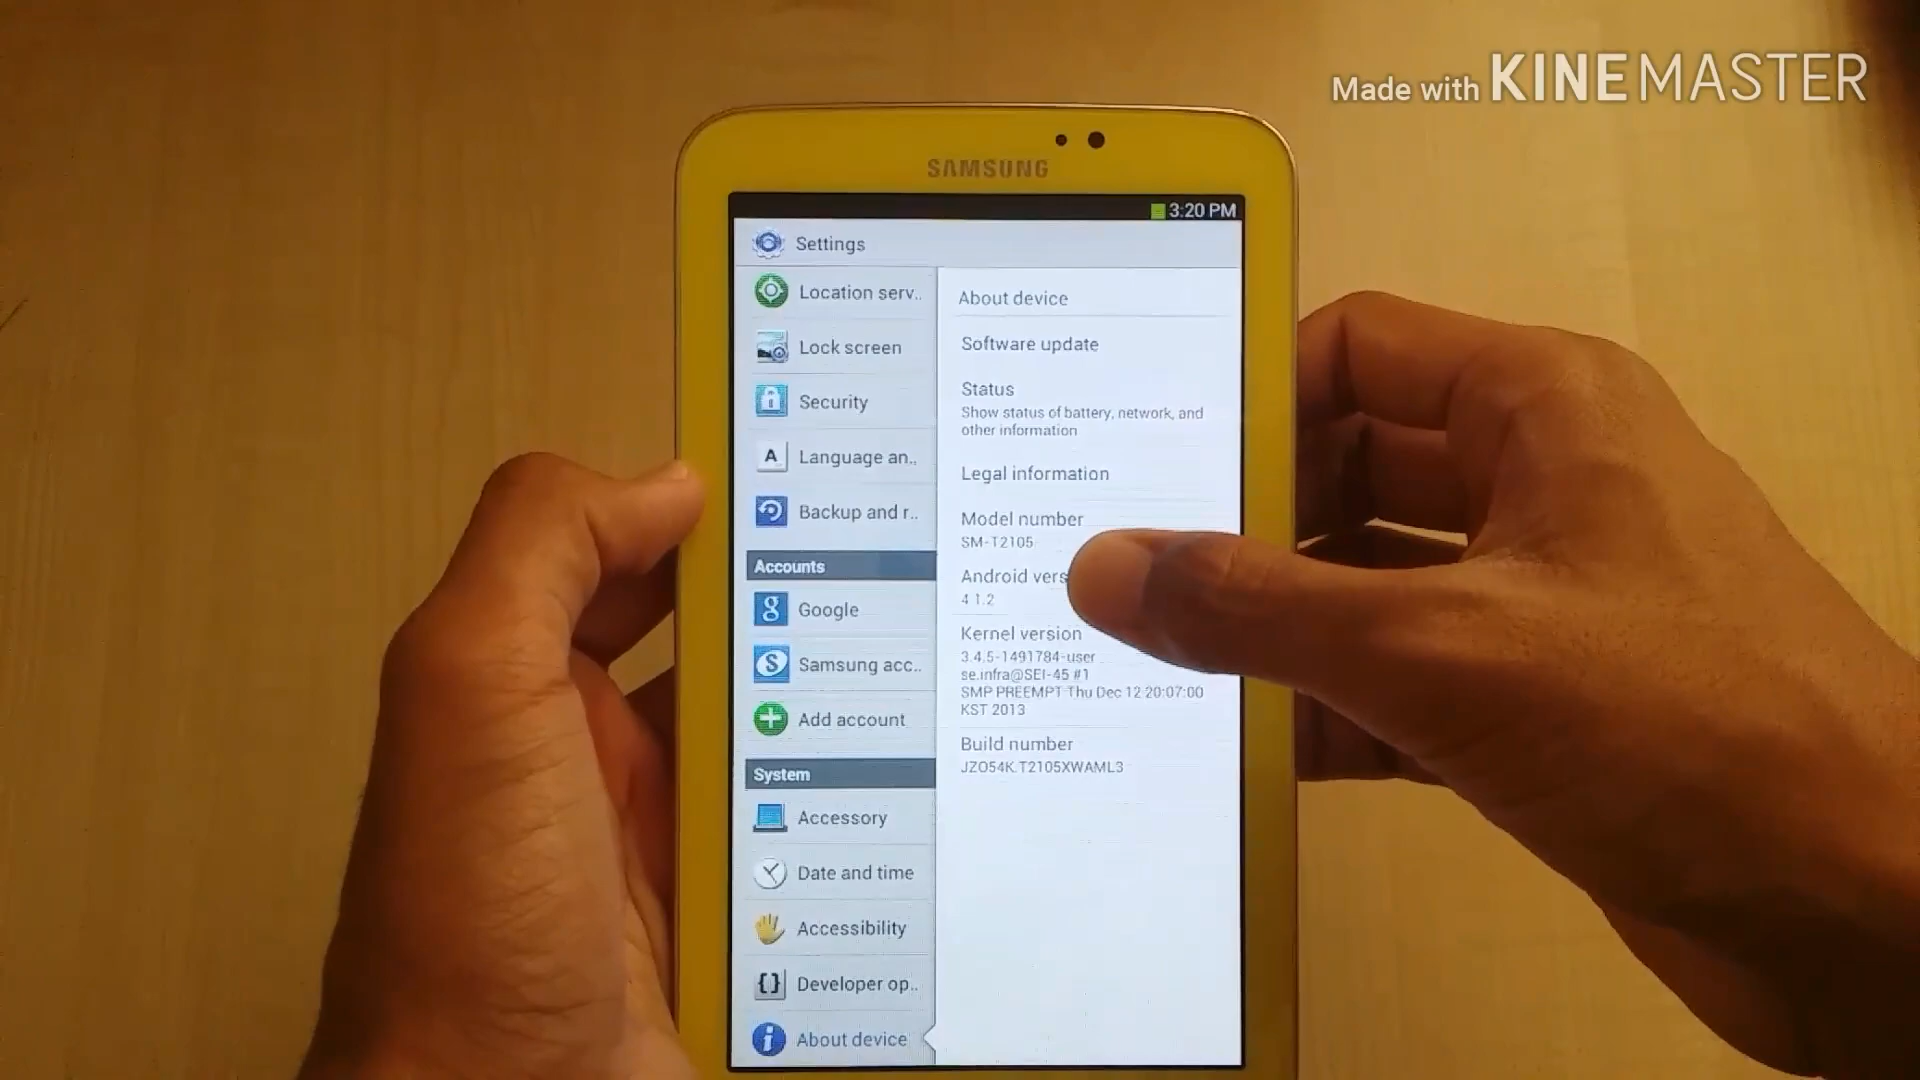 Made with KINEMASTER
SAMSUNG
3:20 PM
Settings
Location serv..
Lock screen
Security
Language an..
Backup and r..
Accounts
Google
Samsung acc..
Add account
System
Accessory
Date and time
Accessibility
Developer op..
About device
About device
Software update
Status
Show status of battery, network, and
other information
Legal information
Model number
SM-T2105
Android vers
4.1.2
Kernel version
3.4.5-1491784-user
se.infra@SEI-45 #1
SMP PREEMPT Thu Dec 12 20:07:00
KST 2013
Build number
JZO54K.T2105XWAML3